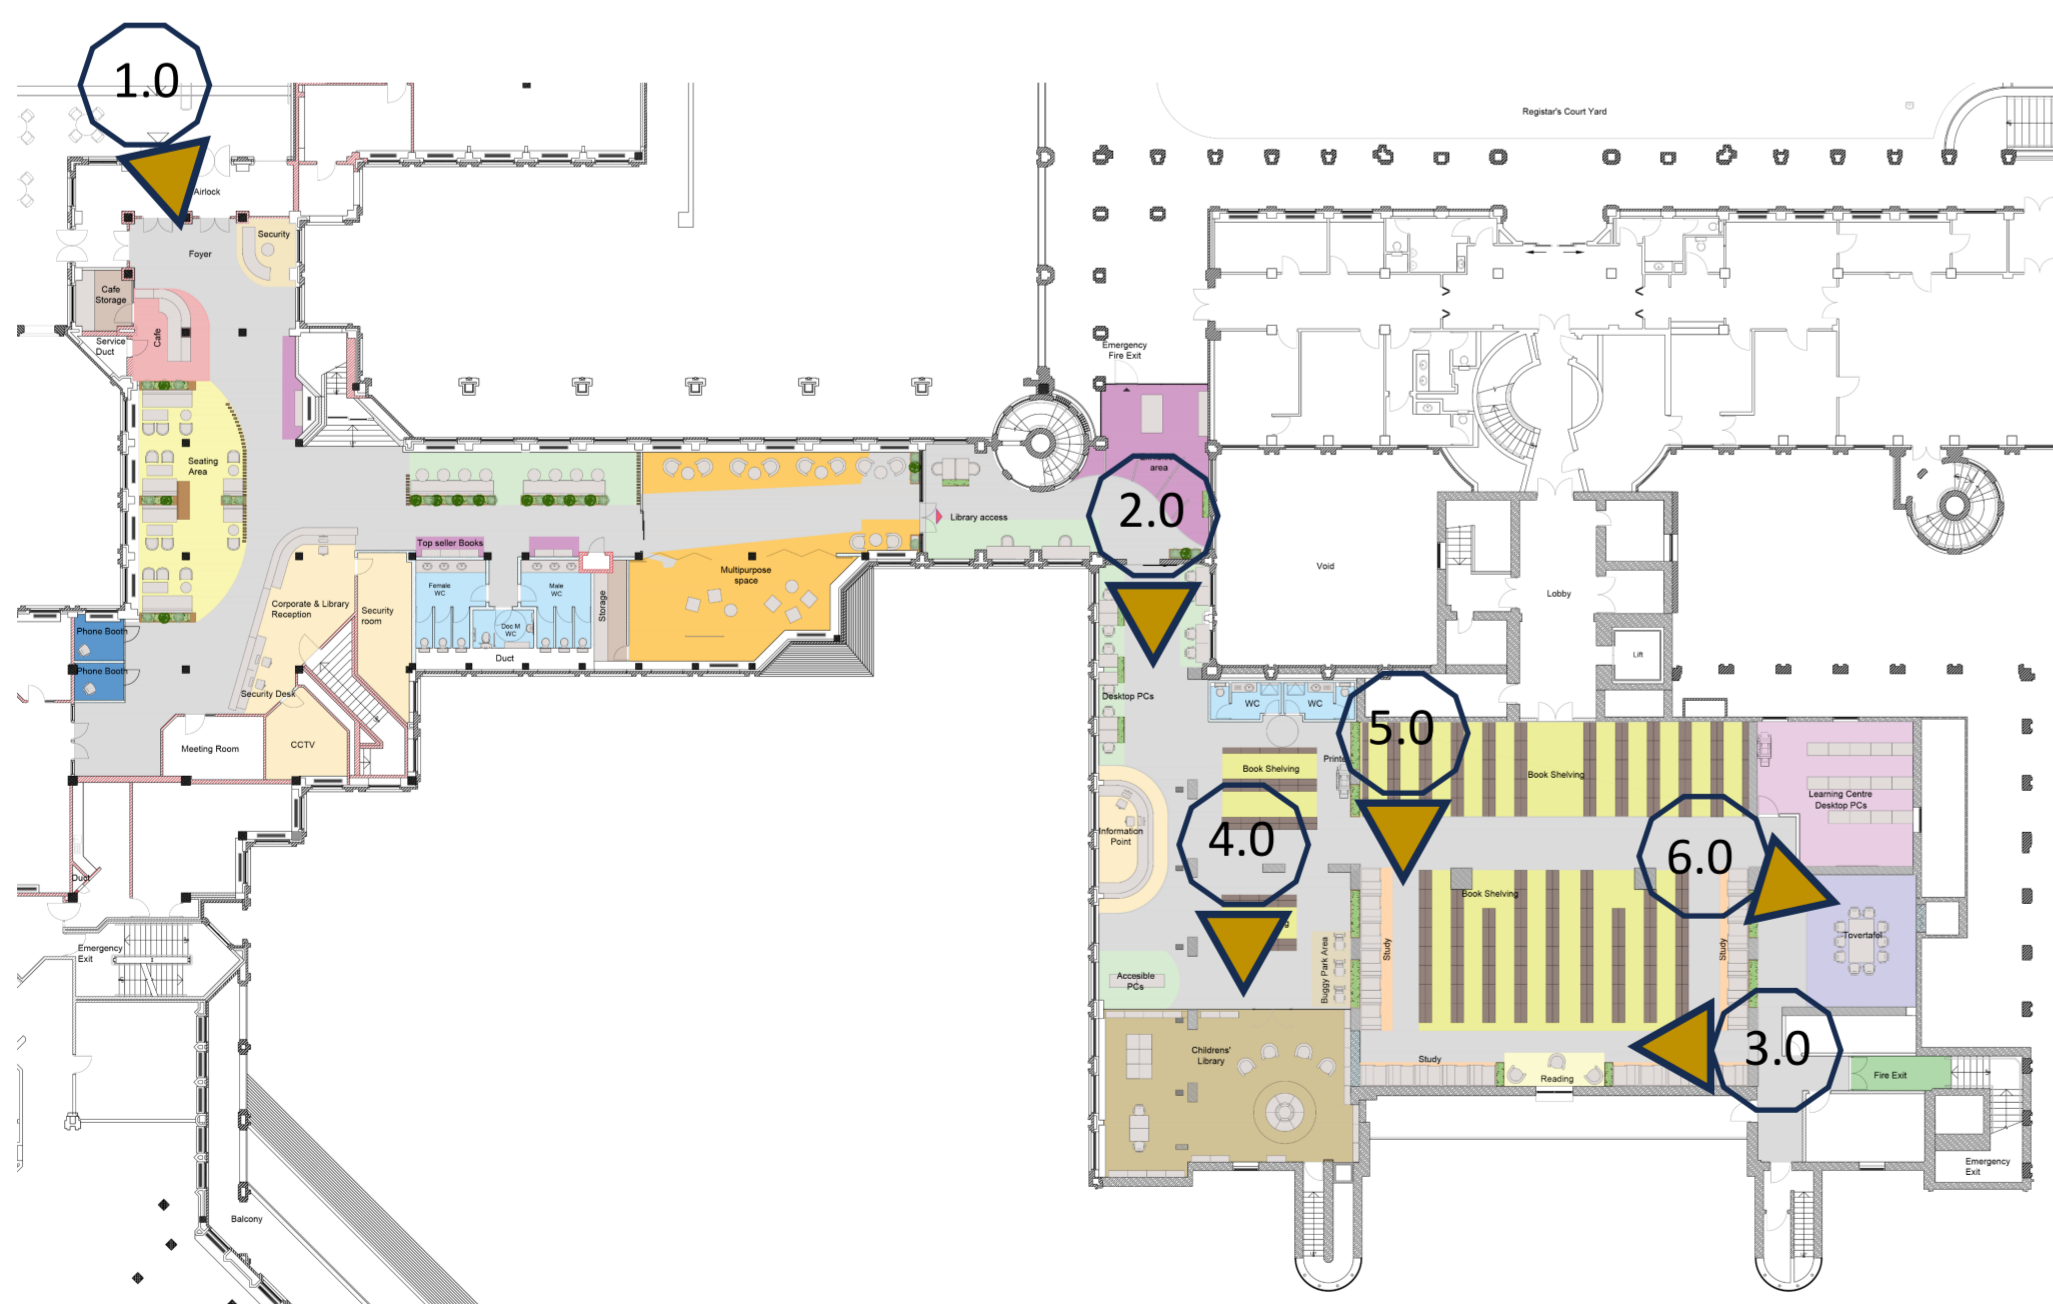 1.0
Registar's Court Yard
Airlock
Foyer
Security
Cafe
Storage
Cafe
Service
Duct
Emergency
Fire Exit
Seating
Area
area
2.0
Library access
Top seller Books
Multipurpose
space
Female
WC
Male
WC
Doc M
WC
Storage
Duct
Corporate & Library
Reception
Security
room
Phone Booth
Phone Booth
Security Desk
Meeting Room
CCTV
Void
Lobby
Lift
Desktop PCs
WC
WC
5.0
Book Shelving
Book Shelving
Learning Centre
Desktop PCs
Information
Point
4.0
6.0
Book Shelving
Duct
Emergency
Exit
Accesible
PCs
Buggy Park Area
Study
Study
Tovertafel
Childrens'
Library
Study
Reading
3.0
Fire Exit
Emergency
Exit
Balcony